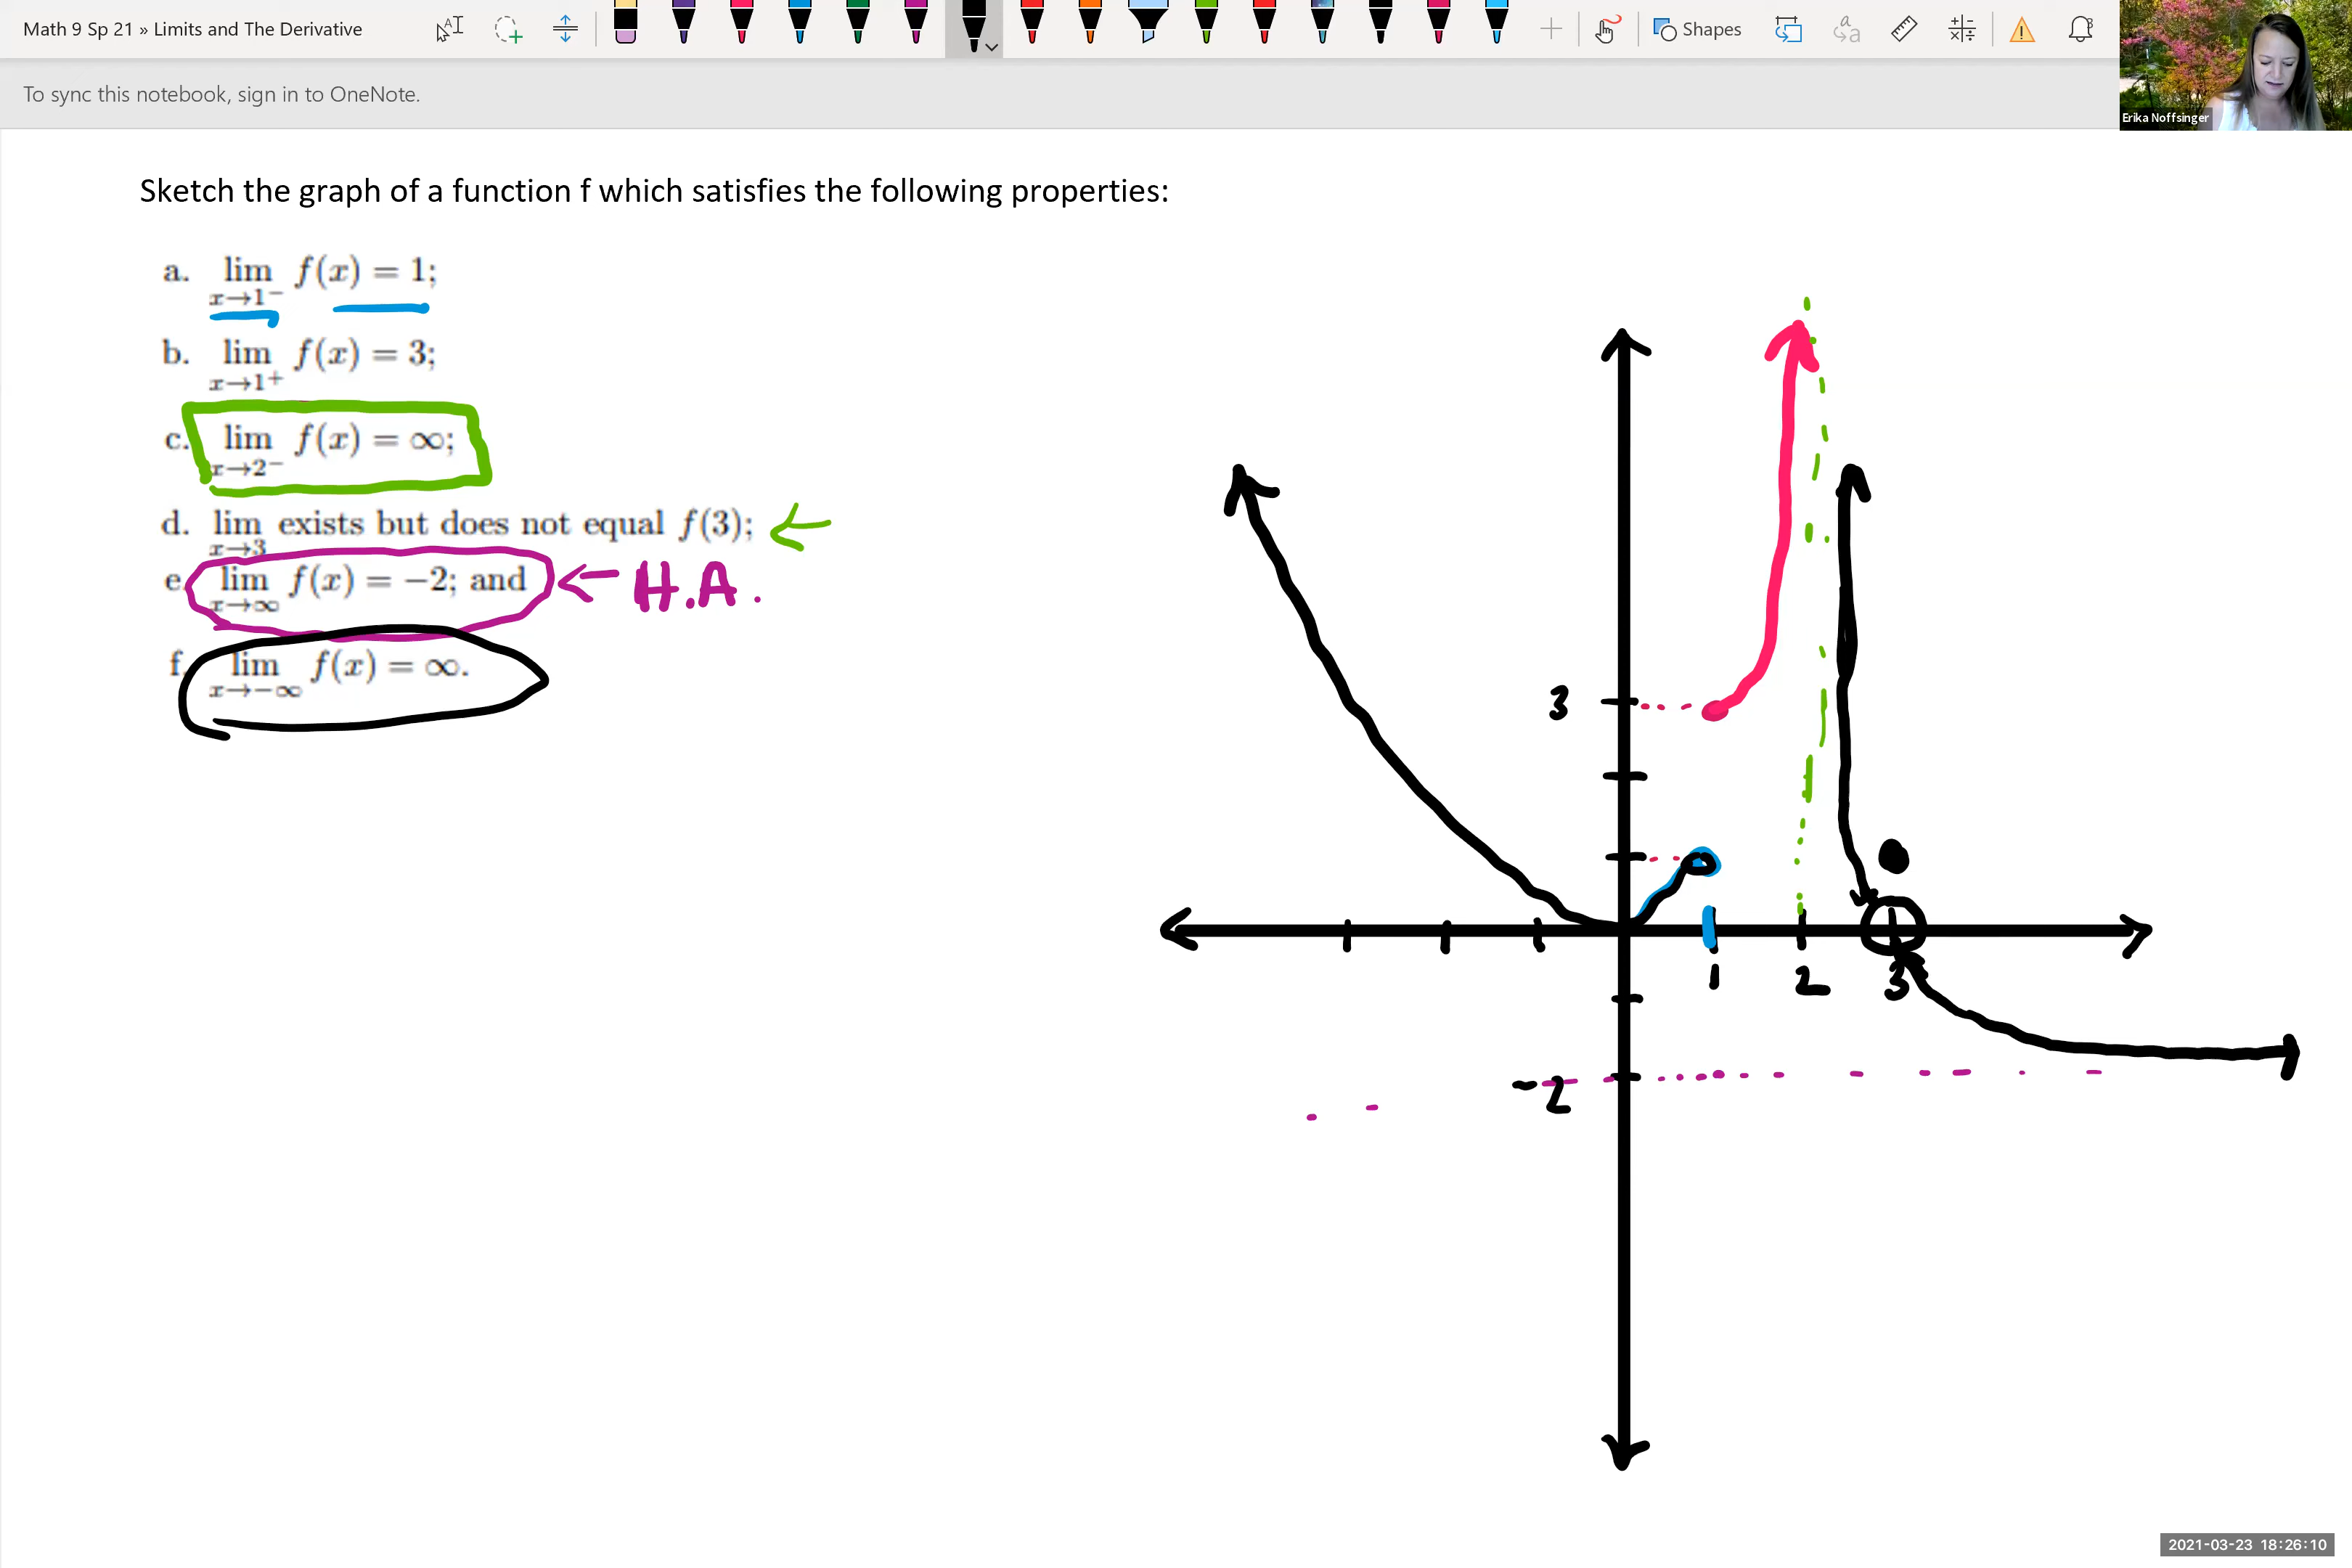 Math 9 Sp 21 » Limits and The Derivative
Shapes
To sync this notebook, sign in to OneNote.
Erika Noffsinger
Sketch the graph of a function f which satisfies the following properties:
a. lim x→1⁻ f(x) = 1;
b. lim x→1⁺ f(x) = 3;
c. lim x→2⁻ f(x) = ∞;
d. lim x→3 exists but does not equal f(3);
e. lim x→∞ f(x) = −2; and
← H.A.
f. lim x→−∞ f(x) = ∞.
3
1 2 3
-2
2021-03-23 18:26:10